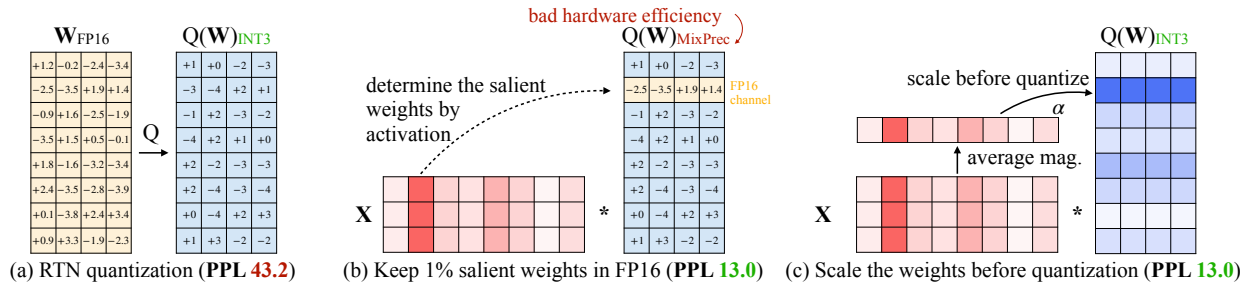 W_FP16
Q(W)_INT3
+1.2 −0.2 −2.4 −3.4
−2.5 −3.5 +1.9 +1.4
−0.9 +1.6 −2.5 −1.9
−3.5 +1.5 +0.5 −0.1
+1.8 −1.6 −3.2 −3.4
+2.4 −3.5 −2.8 −3.9
+0.1 −3.8 +2.4 +3.4
+0.9 +3.3 −1.9 −2.3
Q
+1 +0 −2 −3
−3 −4 +2 +1
−1 +2 −3 −2
−4 +2 +1 +0
+2 −2 −3 −3
+2 −4 −3 −4
+0 −4 +2 +3
+1 +3 −2 −2
(a) RTN quantization (PPL 43.2)
bad hardware efficiency
Q(W)_MixPrec
determine the salient
weights by
activation
+1 +0 −2 −3
−2.5 −3.5 +1.9 +1.4
−1 +2 −3 −2
−4 +2 +1 +0
+2 −2 −3 −3
+2 −4 −3 −4
+0 −4 +2 +3
+1 +3 −2 −2
FP16
channel
X
*
(b) Keep 1% salient weights in FP16 (PPL 13.0)
Q(W)_INT3
scale before quantize
α
average mag.
X
*
(c) Scale the weights before quantization (PPL 13.0)